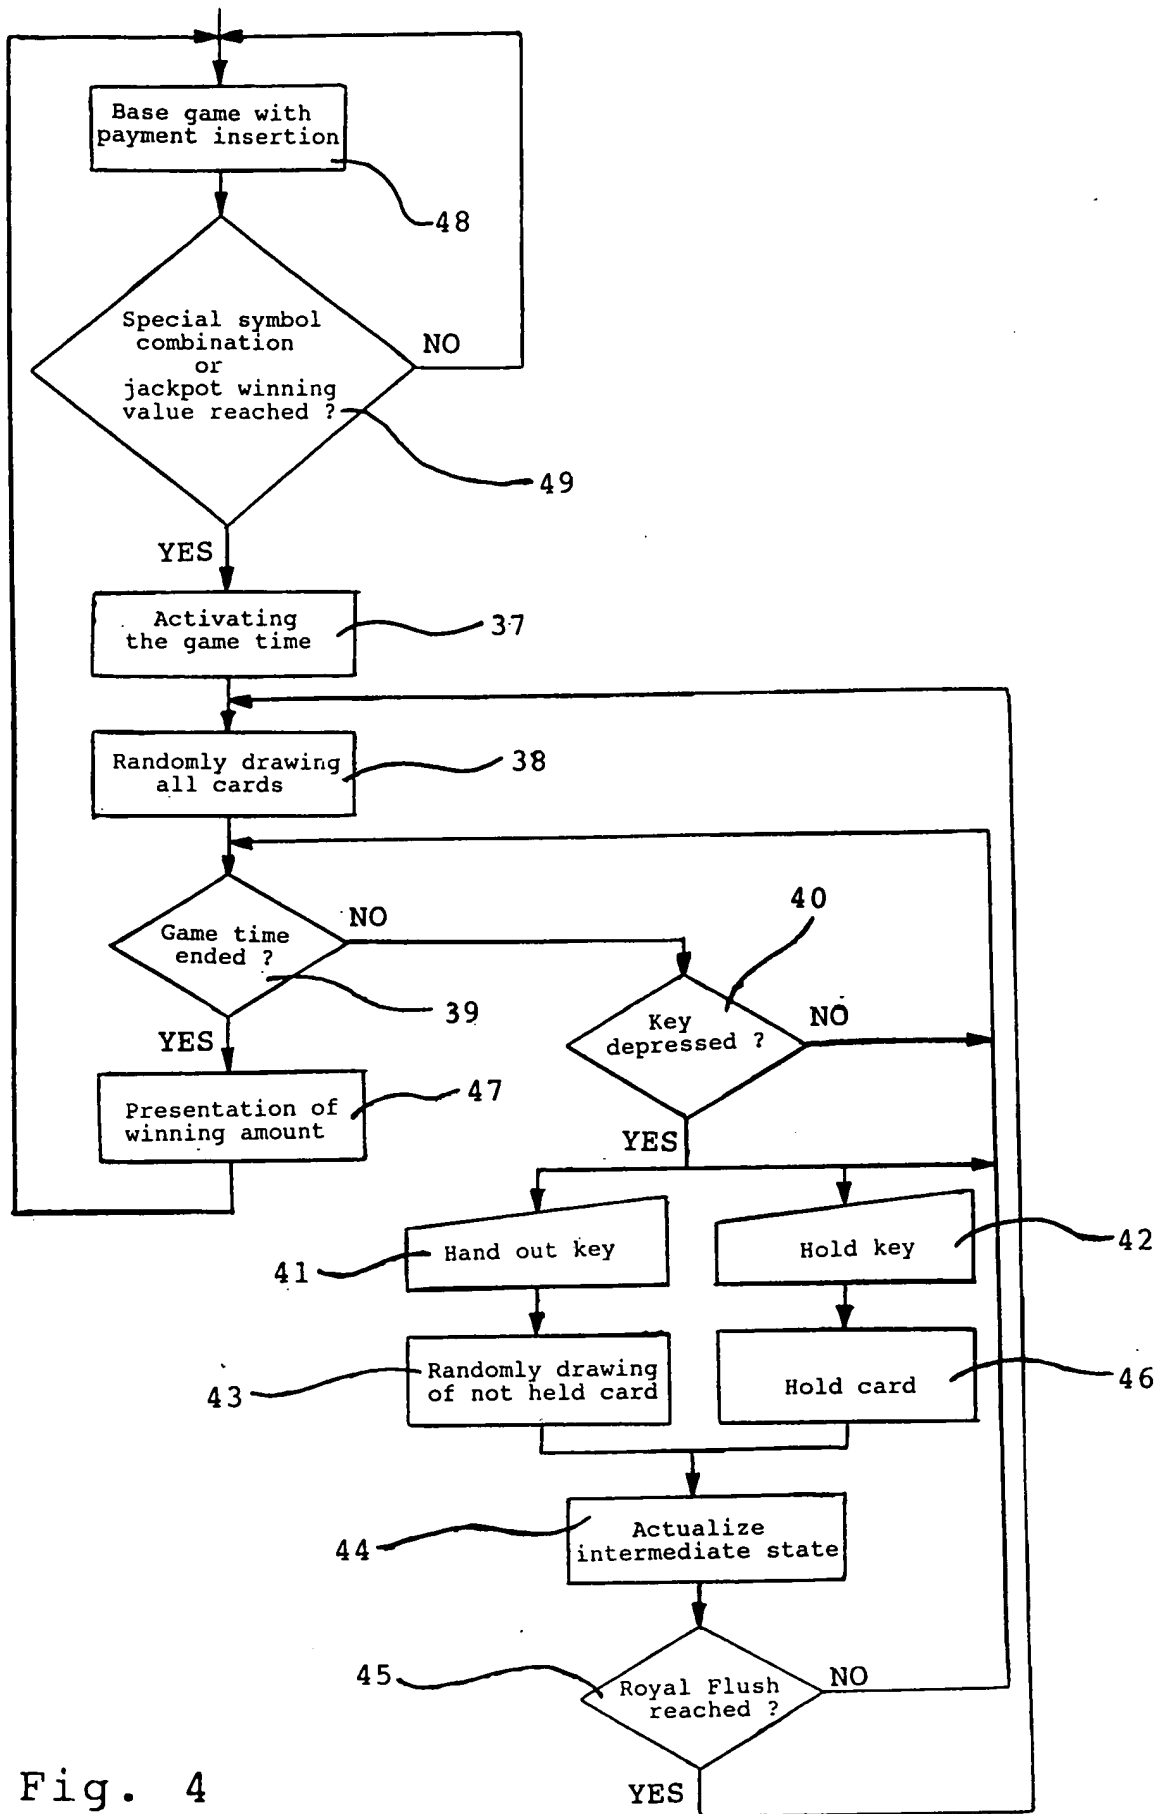 Base game with
payment insertion
48
Special symbol
combination
or
jackpot winning
value reached ?
NO
49
YES
Activating
the game time
37
Randomly drawing
all cards
38
Game time
ended ?
NO
40
39
Key
depressed ?
NO
YES
47
Presentation of
winning amount
YES
Hand out key
41
Hold key
42
Randomly drawing
of not held card
43
Hold card
46
Actualize
intermediate state
44
45
Royal Flush
reached ?
NO
YES
Fig. 4